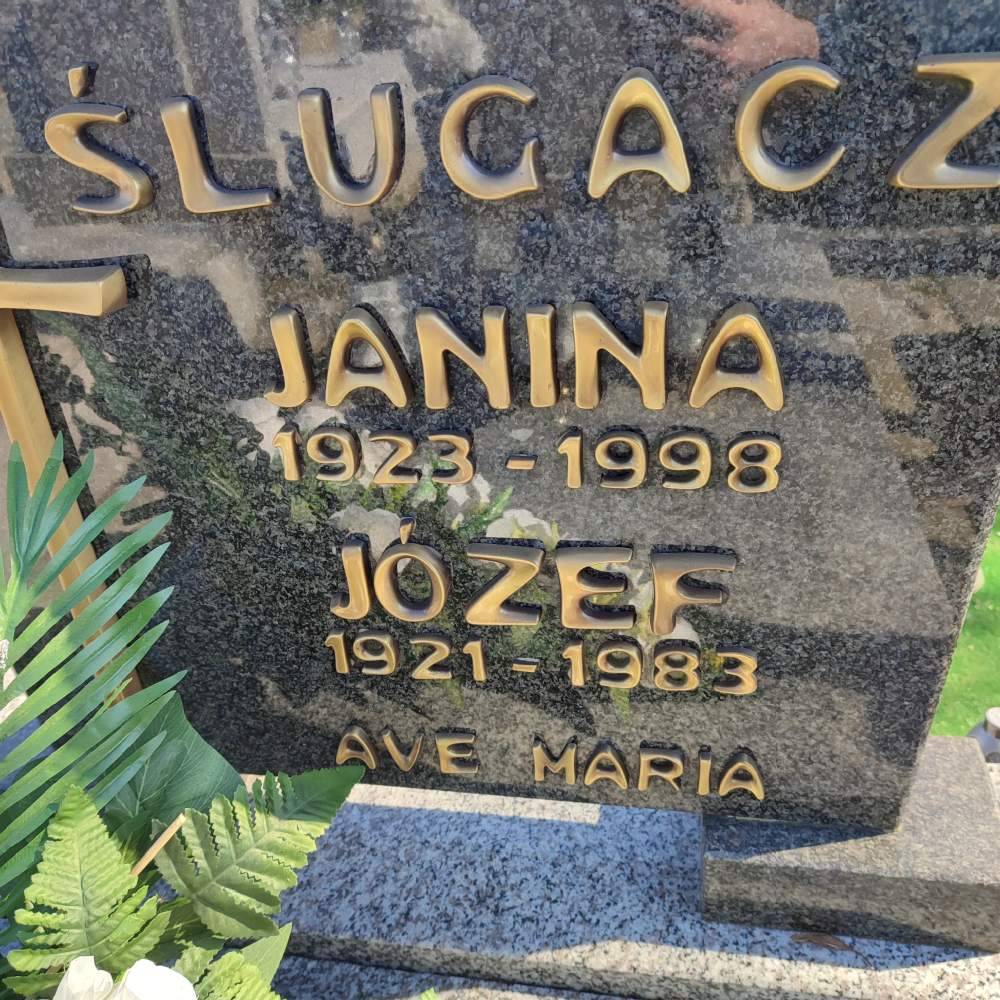 ŚLUGACZ
JANINA
1923 - 1998
JÓZEF
1921 - 1983
AVE MARIA